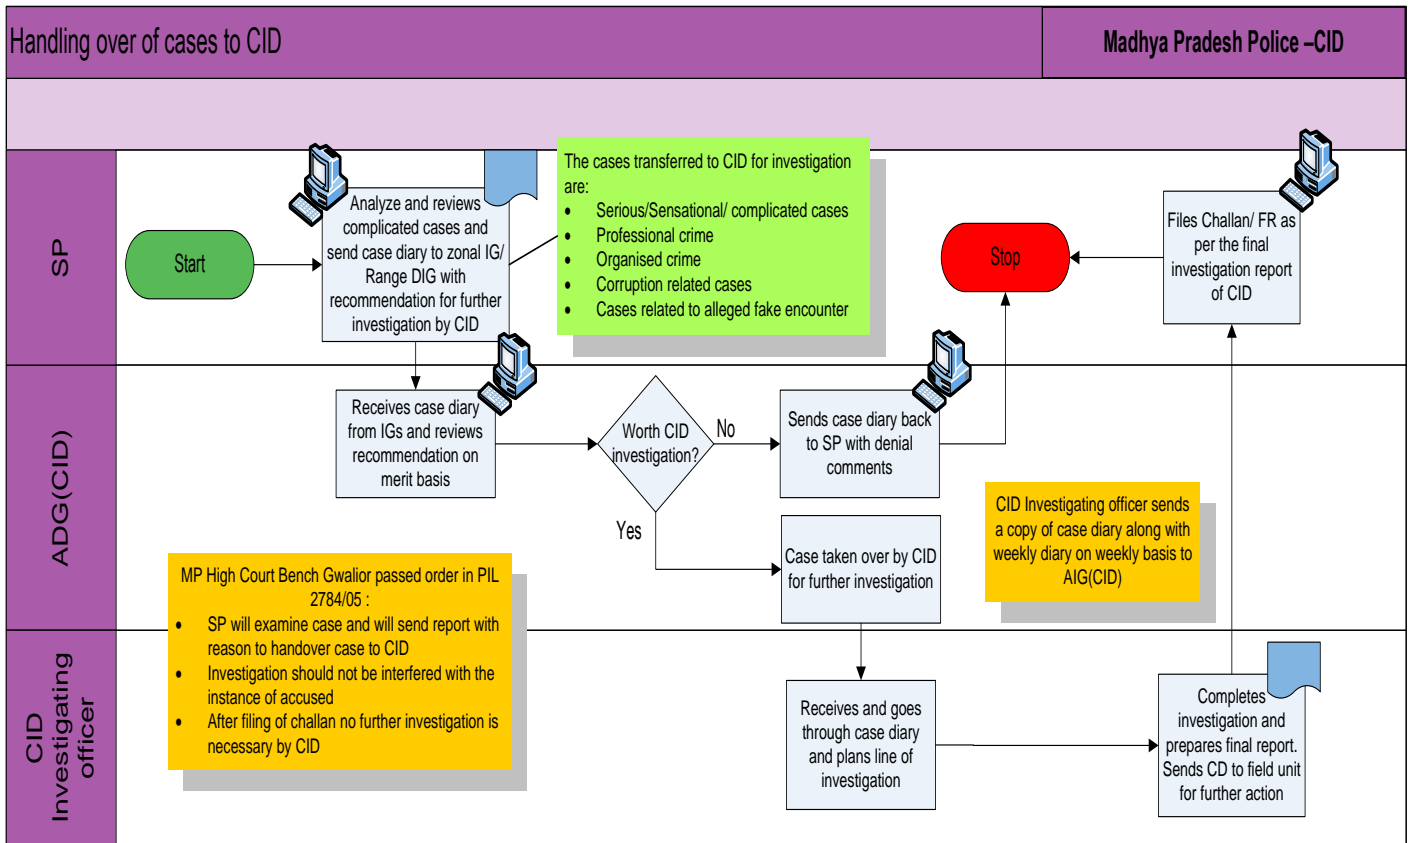 Handling over of cases to CID
Madhya Pradesh Police –CID
SP
Start
Analyze and reviews
complicated cases and
send case diary to zonal IG/
Range DIG with
recommendation for further
investigation by CID
The cases transferred to CID for investigation
are:
• Serious/Sensational/ complicated cases
• Professional crime
• Organised crime
• Corruption related cases
• Cases related to alleged fake encounter
Stop
Files Challan/ FR as
per the final
investigation report
of CID
ADG(CID)
Receives case diary
from IGs and reviews
recommendation on
merit basis
Worth CID
investigation?
No
Yes
Sends case diary back
to SP with denial
comments
Case taken over by CID
for further investigation
CID Investigating officer sends
a copy of case diary along with
weekly diary on weekly basis to
AIG(CID)
MP High Court Bench Gwalior passed order in PIL
2784/05 :
• SP will examine case and will send report with
reason to handover case to CID
• Investigation should not be interfered with the
instance of accused
• After filing of challan no further investigation is
necessary by CID
CID
Investigating
officer
Receives and goes
through case diary
and plans line of
investigation
Completes
investigation and
prepares final report.
Sends CD to field unit
for further action